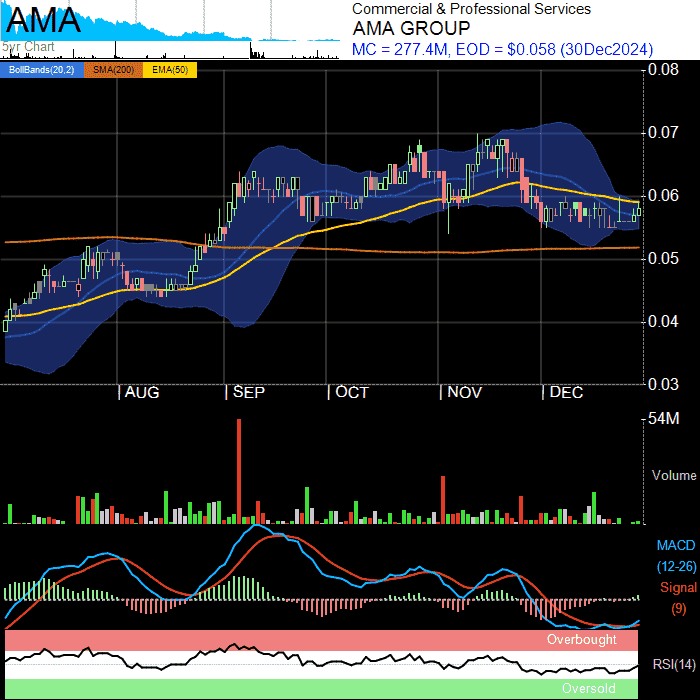 AMA
5yr Chart
Commercial & Professional Services
AMA GROUP
MC = 277.4M, EOD = $0.058 (30Dec2024)
BollBands(20,2) SMA(200) EMA(50)
0.08
0.07
0.06
0.05
0.04
0.03
AUG SEP OCT NOV DEC
54M
Volume
MACD
(12-26)
Signal
(9)
Overbought
RSI(14)
Oversold